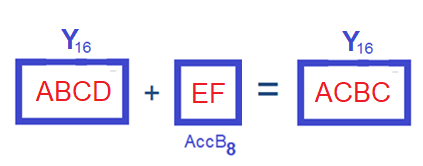 Y16 Y16
ABCD + EF = ACBC
AccB8